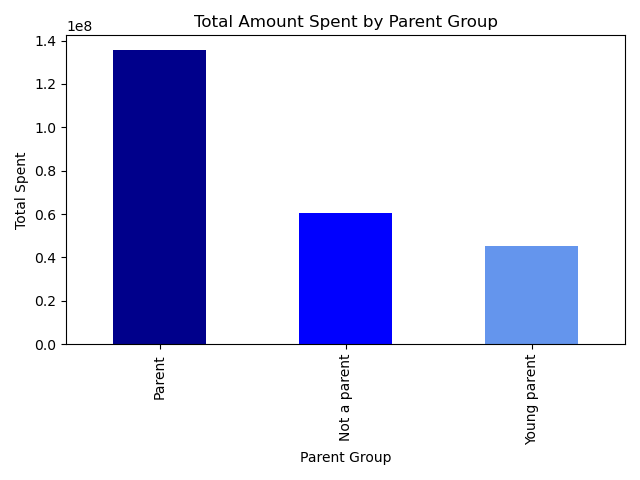 Total Amount Spent by Parent Group
1e8
1.4
1.2
1.0
0.8
0.6
0.4
0.2
0.0
Total Spent
Parent
Not a parent
Young parent
Parent Group